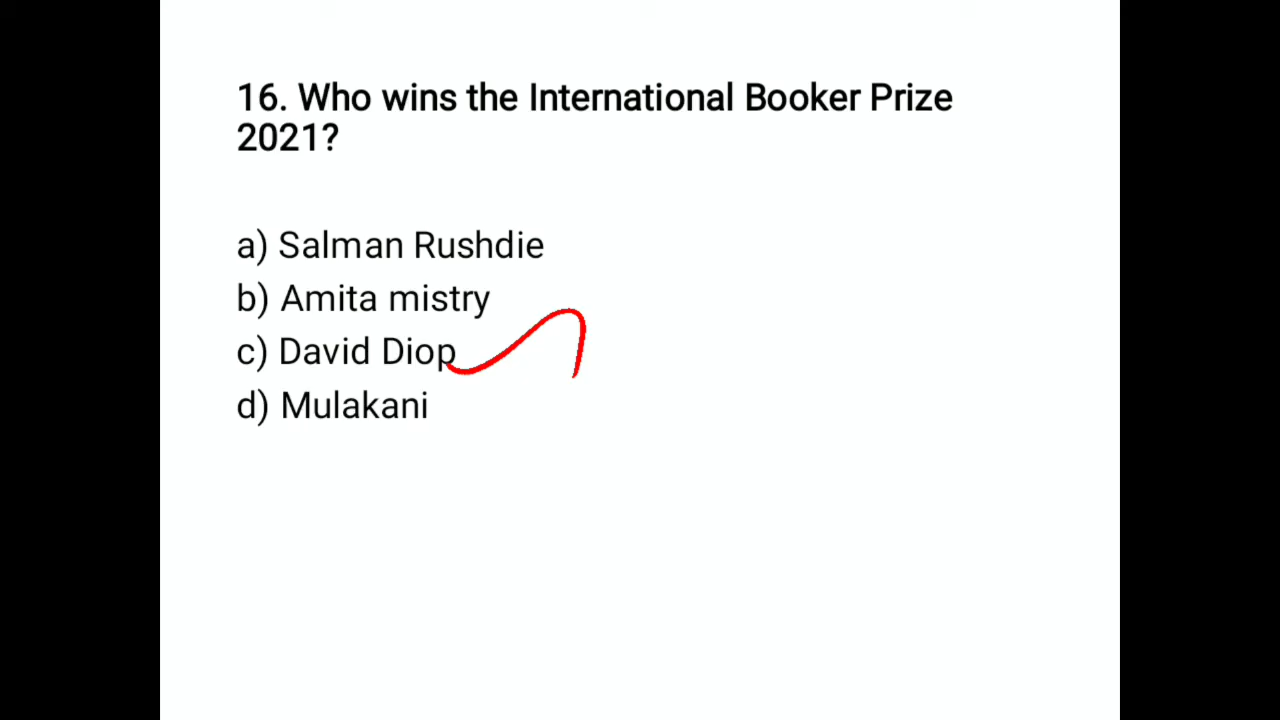 16. Who wins the International Booker Prize
2021?
a) Salman Rushdie
b) Amita mistry
c) David Diop
d) Mulakani